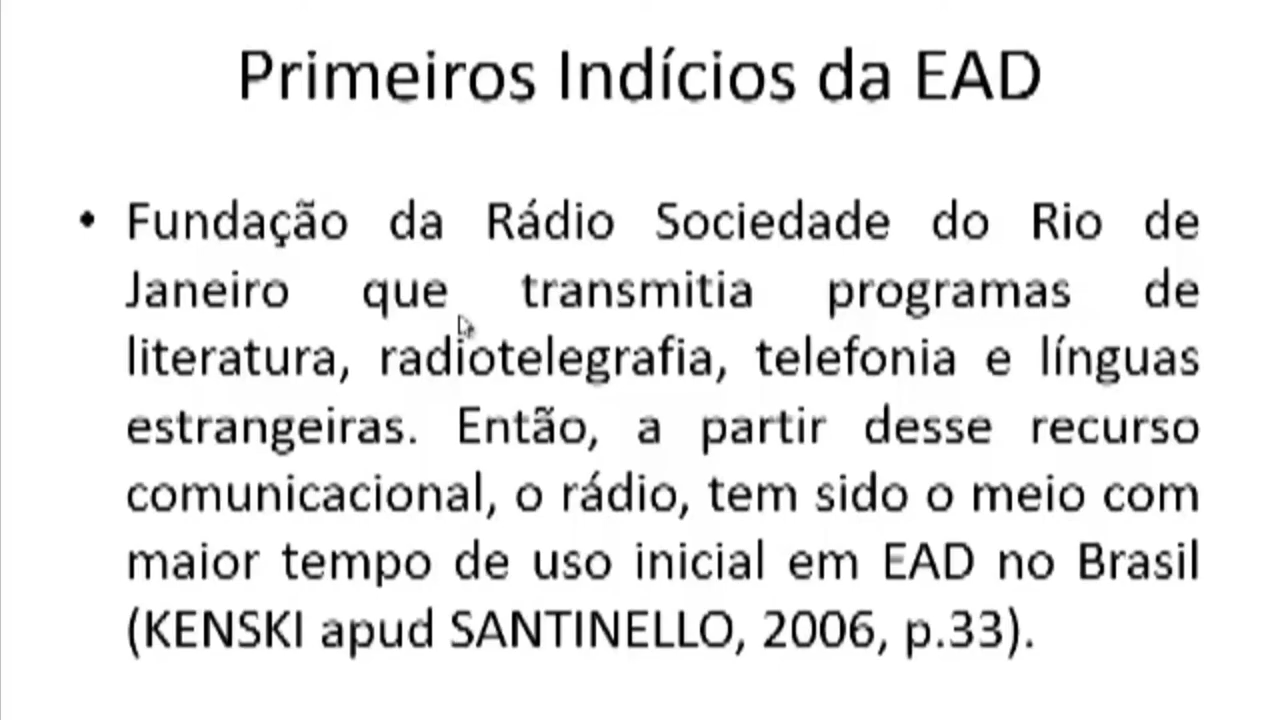 Primeiros Indícios da EAD
• Fundação da Rádio Sociedade do Rio de
Janeiro que transmitia programas de
literatura, radiotelegrafia, telefonia e línguas
estrangeiras. Então, a partir desse recurso
comunicacional, o rádio, tem sido o meio com
maior tempo de uso inicial em EAD no Brasil
(KENSKI apud SANTINELLO, 2006, p.33).